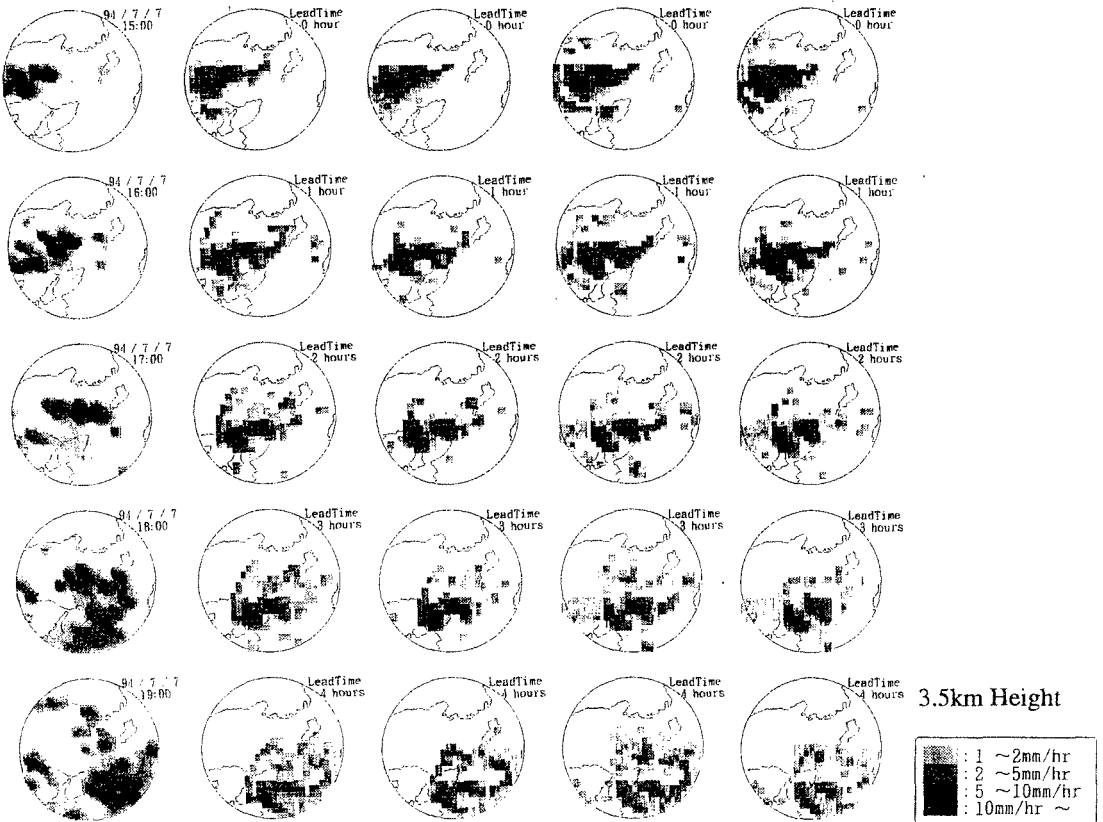 94 / 7 / 7
15:00
LeadTime
0 hour
LeadTime
0 hour
LeadTime
0 hour
LeadTime
0 hour
94 / 7 / 7
16:00
LeadTime
1 hour
LeadTime
1 hour
LeadTime
1 hour
LeadTime
1 hour
94 / 7 / 7
17:00
LeadTime
2 hours
LeadTime
2 hours
LeadTime
2 hours
LeadTime
2 hours
94 / 7 / 7
18:00
LeadTime
3 hours
LeadTime
3 hours
LeadTime
3 hours
LeadTime
3 hours
94 / 7 / 7
19:00
LeadTime
4 hours
LeadTime
4 hours
LeadTime
4 hours
LeadTime
4 hours
3.5km Height
: 1 ~2mm/hr
: 2 ~5mm/hr
: 5 ~10mm/hr
: 10mm/hr ~